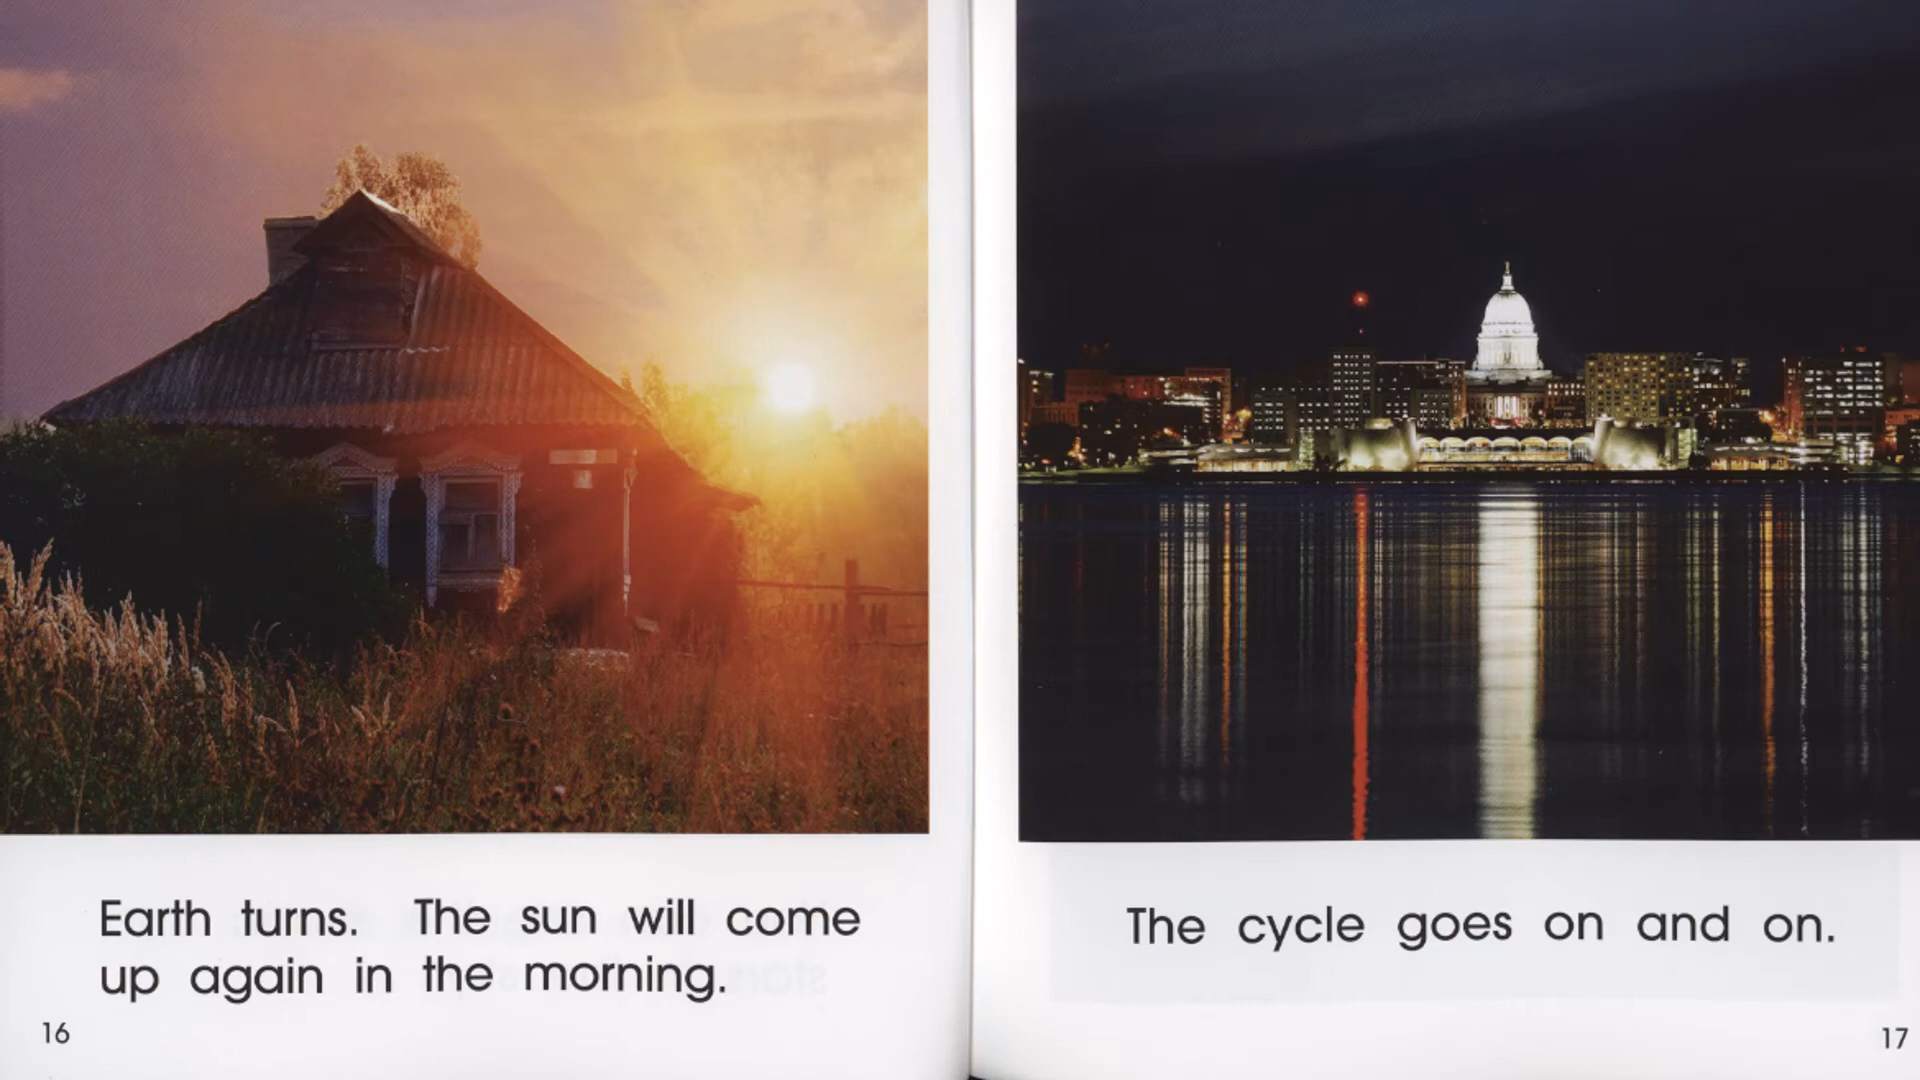 Earth turns. The sun will come
up again in the morning.
16
The cycle goes on and on.
17